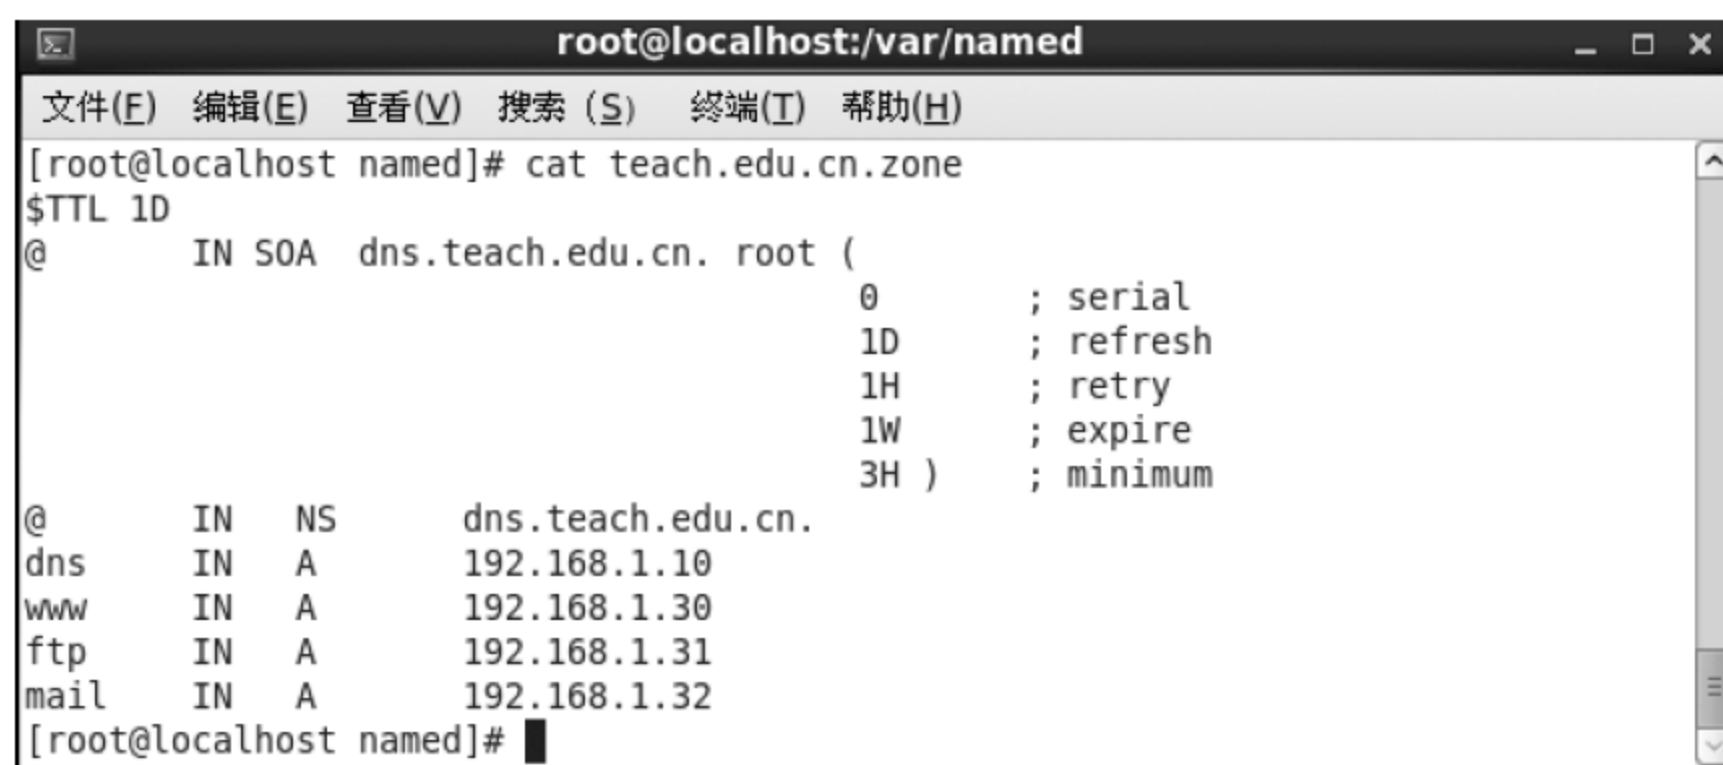 root@localhost:/var/named
文件(F) 编辑(E) 查看(V) 搜索 (S) 终端(T) 帮助(H)
[root@localhost named]# cat teach.edu.cn.zone
$TTL 1D
@ IN SOA dns.teach.edu.cn. root (
0 ; serial
1D ; refresh
1H ; retry
1W ; expire
3H ) ; minimum
@ IN NS dns.teach.edu.cn.
dns IN A 192.168.1.10
www IN A 192.168.1.30
ftp IN A 192.168.1.31
mail IN A 192.168.1.32
[root@localhost named]#